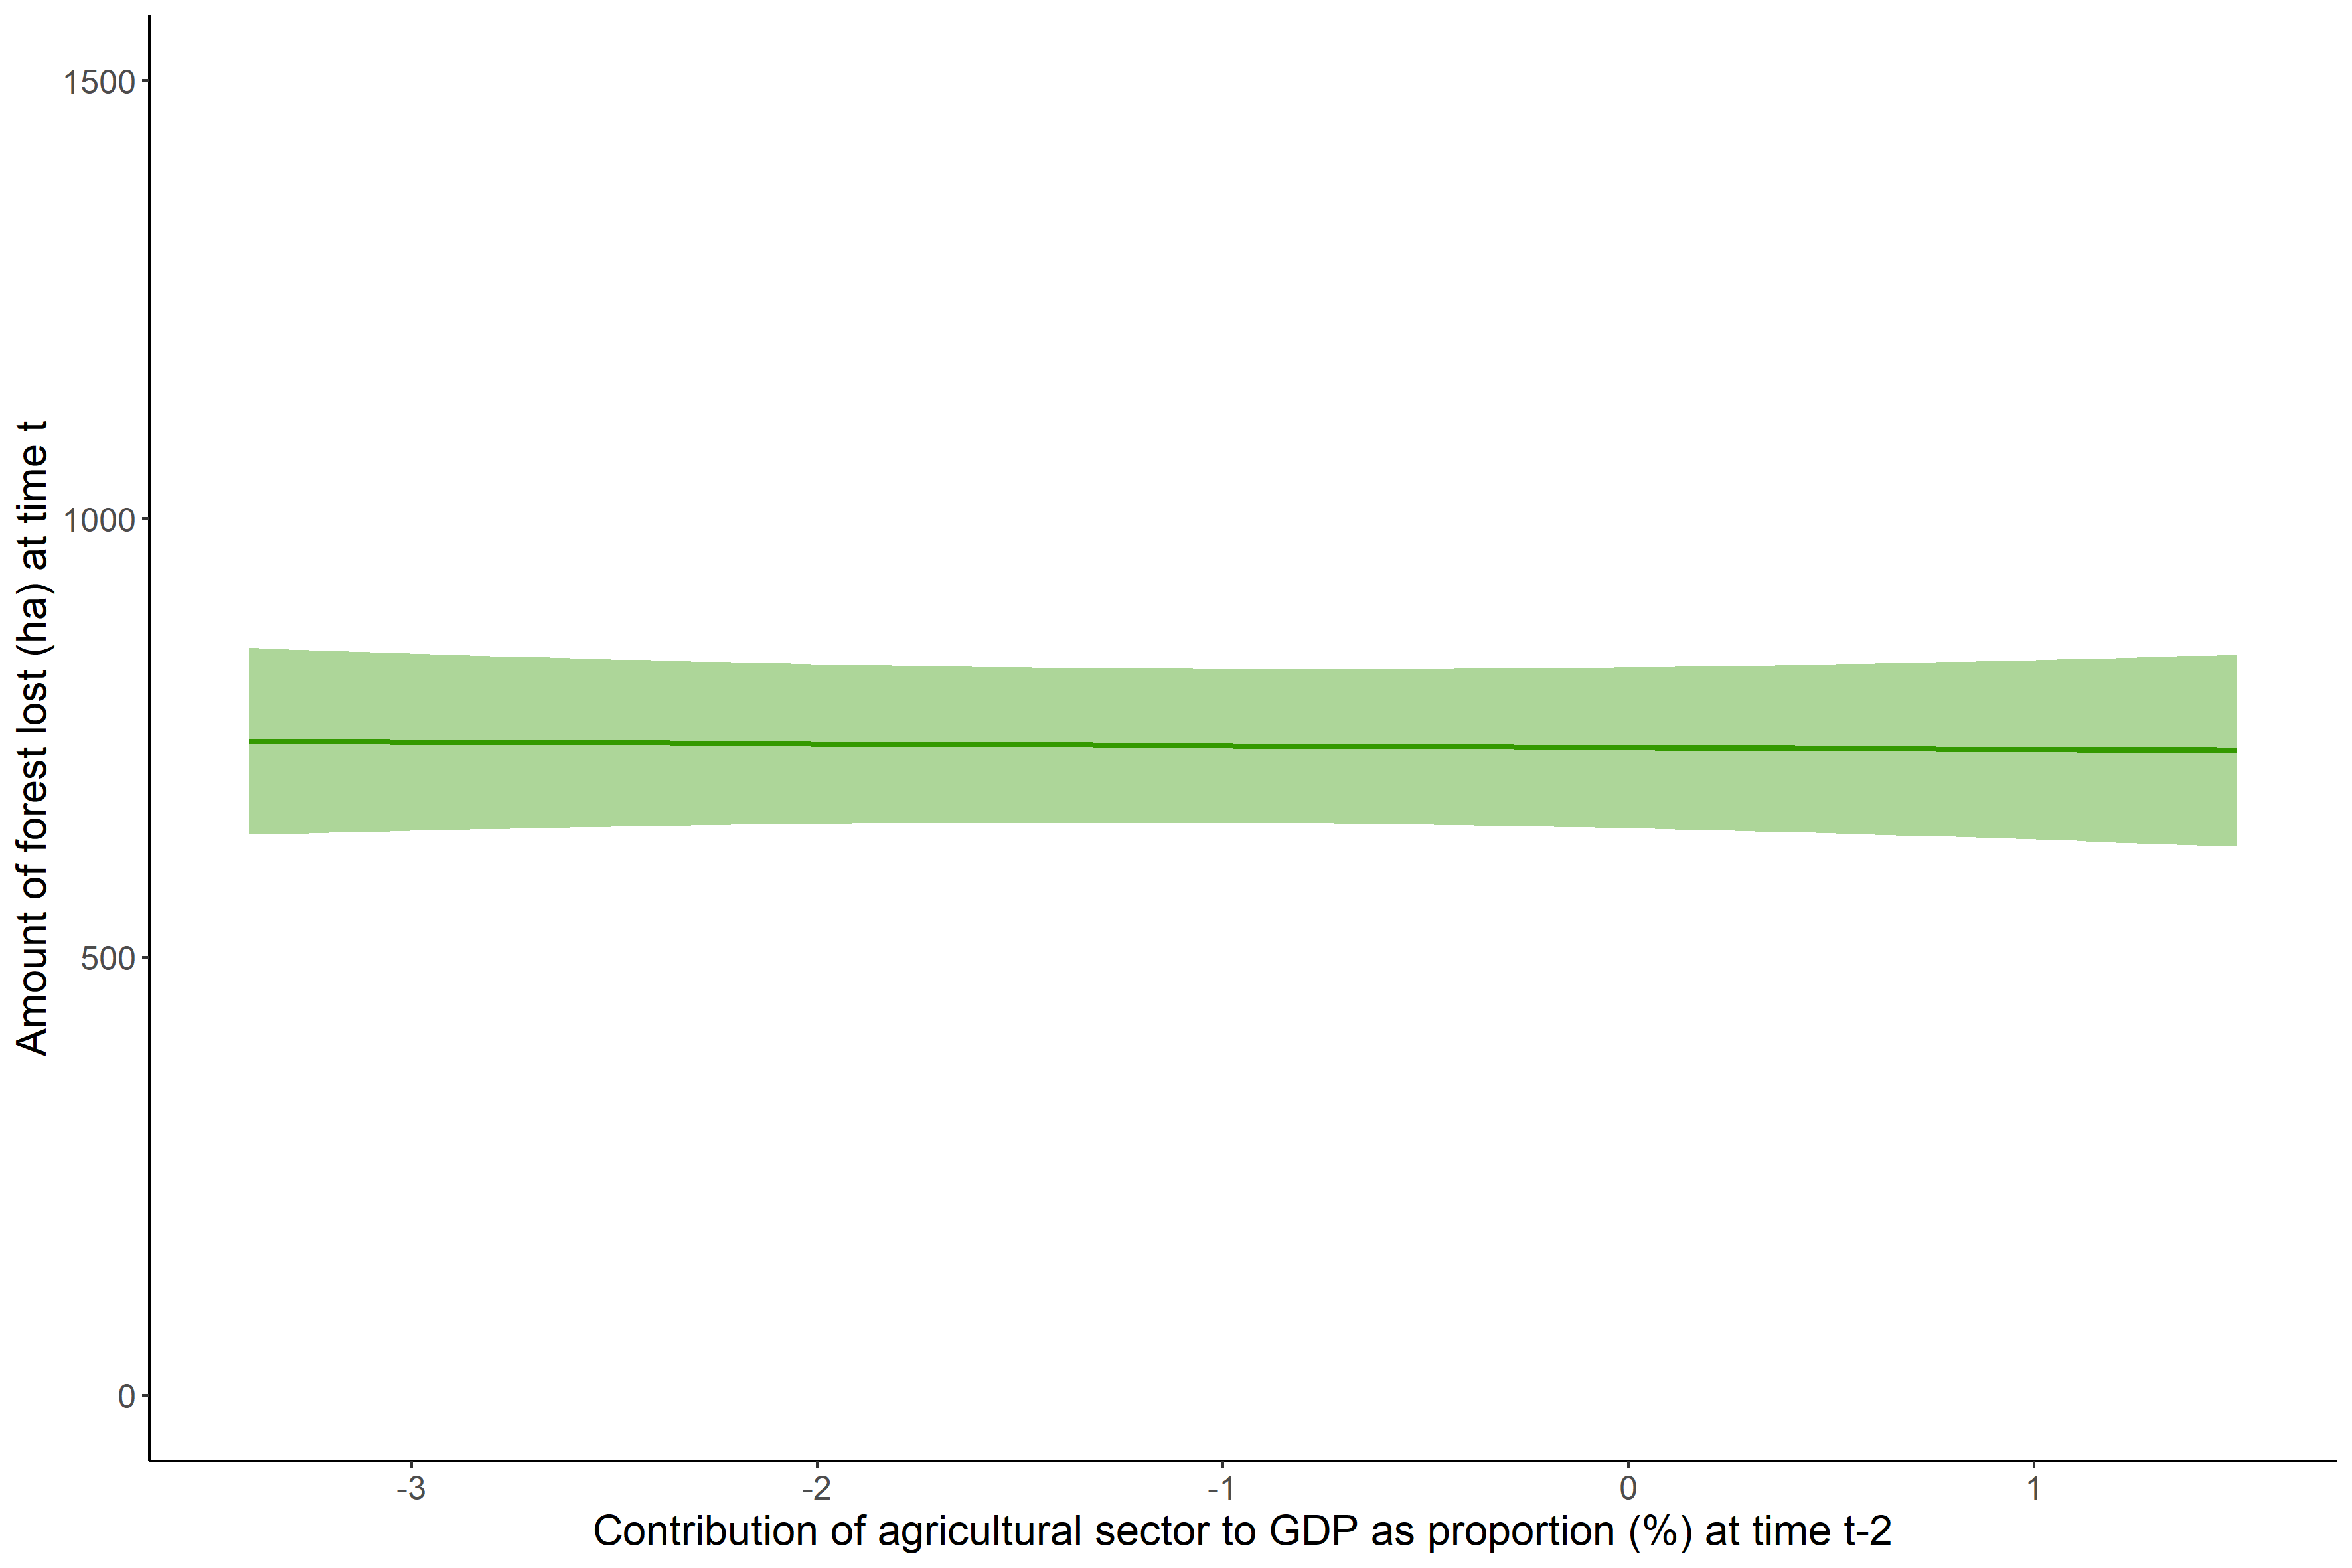 Amount of forest lost (ha) at time t
1500
1000
500
0
-3 -2 -1 0 1
Contribution of agricultural sector to GDP as proportion (%) at time t-2